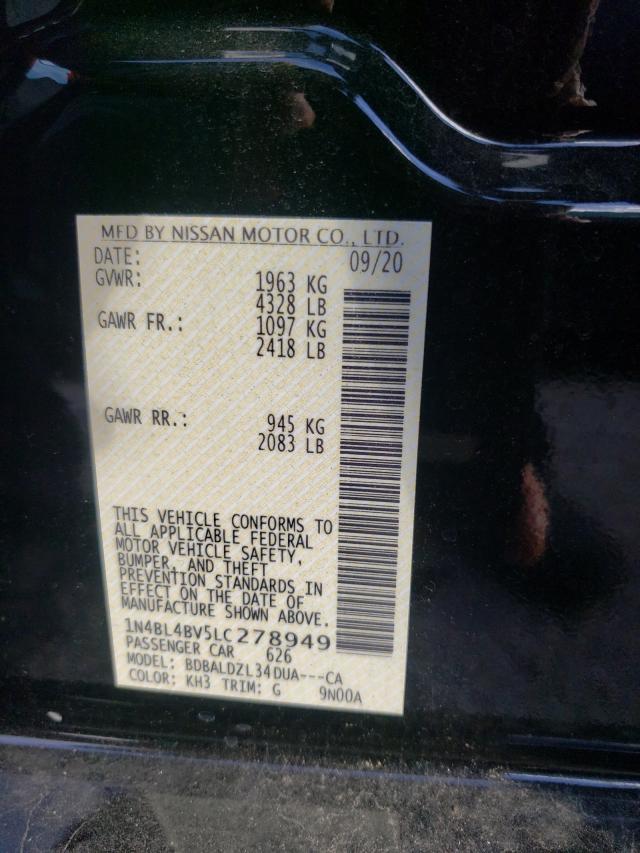 MFD BY NISSAN MOTOR CO., LTD.
DATE: 09/20
GVWR: 1963 KG
4328 LB
GAWR FR.: 1097 KG
2418 LB
GAWR RR.: 945 KG
2083 LB
THIS VEHICLE CONFORMS TO
ALL APPLICABLE FEDERAL
MOTOR VEHICLE SAFETY,
BUMPER, AND THEFT
PREVENTION STANDARDS IN
EFFECT ON THE DATE OF
MANUFACTURE SHOWN ABOVE.
1N4BL4BV5LC278949
PASSENGER CAR 626
MODEL: BDBALDZL34DUA---CA
COLOR: KH3 TRIM: G 9N00A